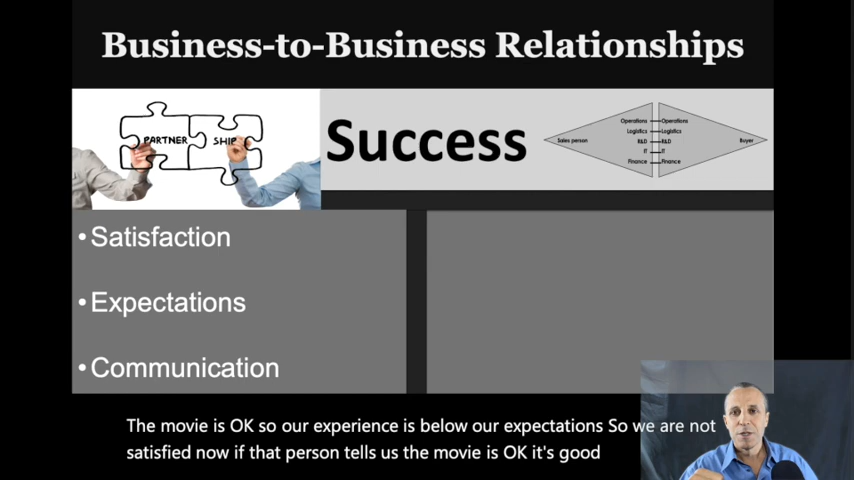 Business-to-Business Relationships
PARTNER SHIP
Success
Sales person
Operations Operations
Logistics Logistics
R&D R&D
IT IT
Finance Finance
Buyer
• Satisfaction
• Expectations
• Communication
The movie is OK so our experience is below our expectations So we are not
satisfied now if that person tells us the movie is OK it's good